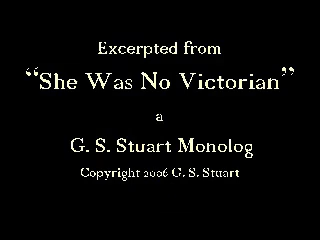 Excerpted from
“She Was No Victorian”
a
G. S. Stuart Monolog
Copyright 2006 G. S. Stuart